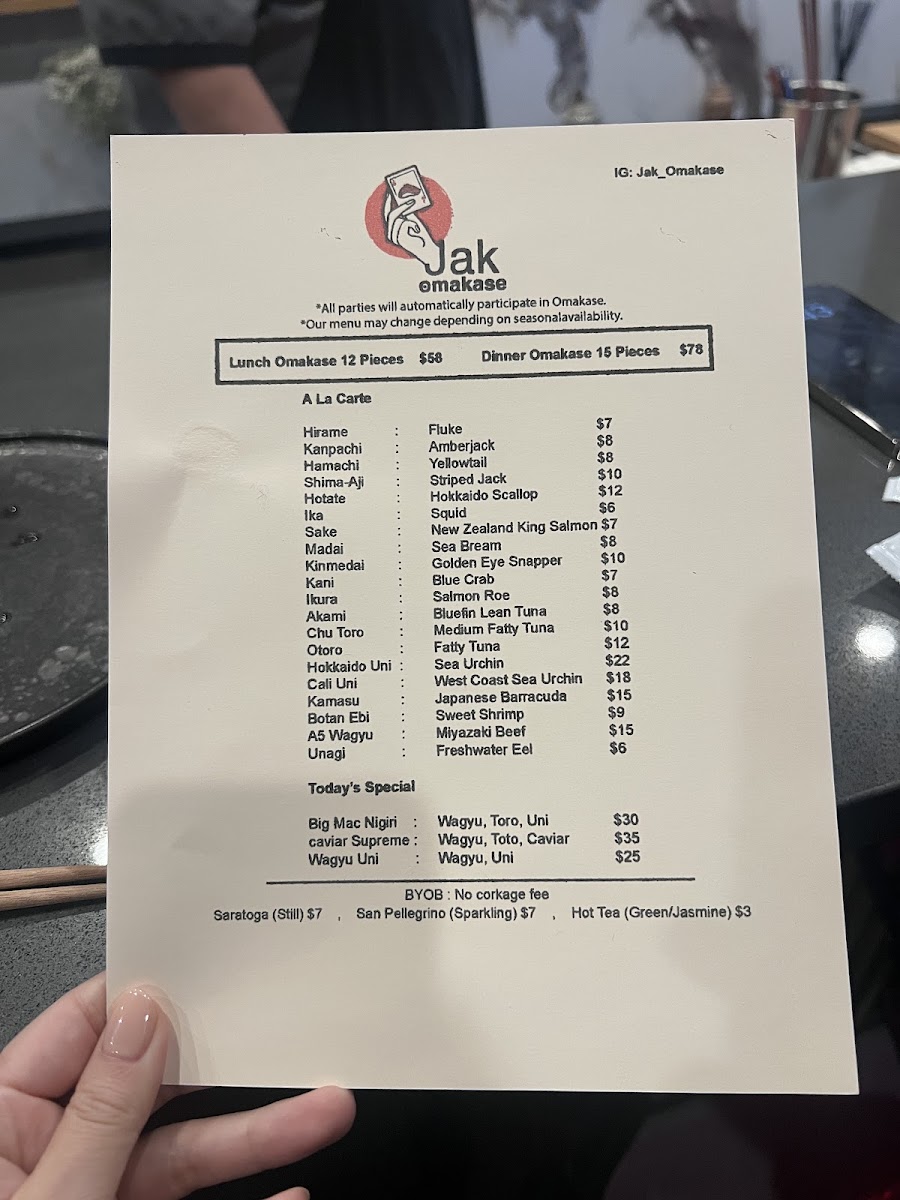 IG: Jak_Omakase
Jak
omakase
*All parties will automatically participate in Omakase.
*Our menu may change depending on seasonalavailability.
Lunch Omakase 12 Pieces $58 Dinner Omakase 15 Pieces $78
A La Carte
Hirame : Fluke $7
Kanpachi : Amberjack $8
Hamachi : Yellowtail $8
Shima-Aji : Striped Jack $10
Hotate : Hokkaido Scallop $12
Ika : Squid $6
Sake : New Zealand King Salmon $7
Madai : Sea Bream $8
Kinmedai : Golden Eye Snapper $10
Kani : Blue Crab $7
Ikura : Salmon Roe $8
Akami : Bluefin Lean Tuna $8
Chu Toro : Medium Fatty Tuna $10
Otoro : Fatty Tuna $12
Hokkaido Uni : Sea Urchin $22
Cali Uni : West Coast Sea Urchin $18
Kamasu : Japanese Barracuda $15
Botan Ebi : Sweet Shrimp $9
A5 Wagyu : Miyazaki Beef $15
Unagi : Freshwater Eel $6
Today's Special
Big Mac Nigiri : Wagyu, Toro, Uni $30
caviar Supreme : Wagyu, Toto, Caviar $35
Wagyu Uni : Wagyu, Uni $25
BYOB : No corkage fee
Saratoga (Still) $7 , San Pellegrino (Sparkling) $7 , Hot Tea (Green/Jasmine) $3